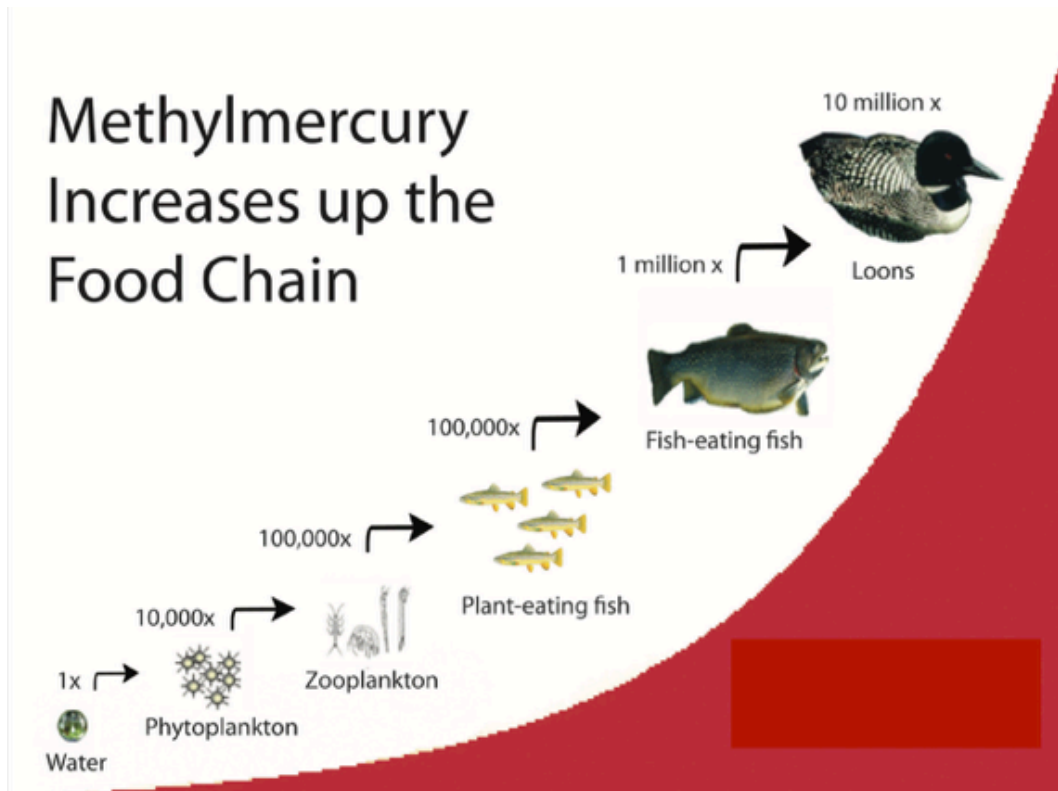 Methylmercury
Increases up the
Food Chain
10 million x
Loons
1 million x
Fish-eating fish
100,000x
Plant-eating fish
100,000x
Zooplankton
10,000x
Phytoplankton
1x
Water